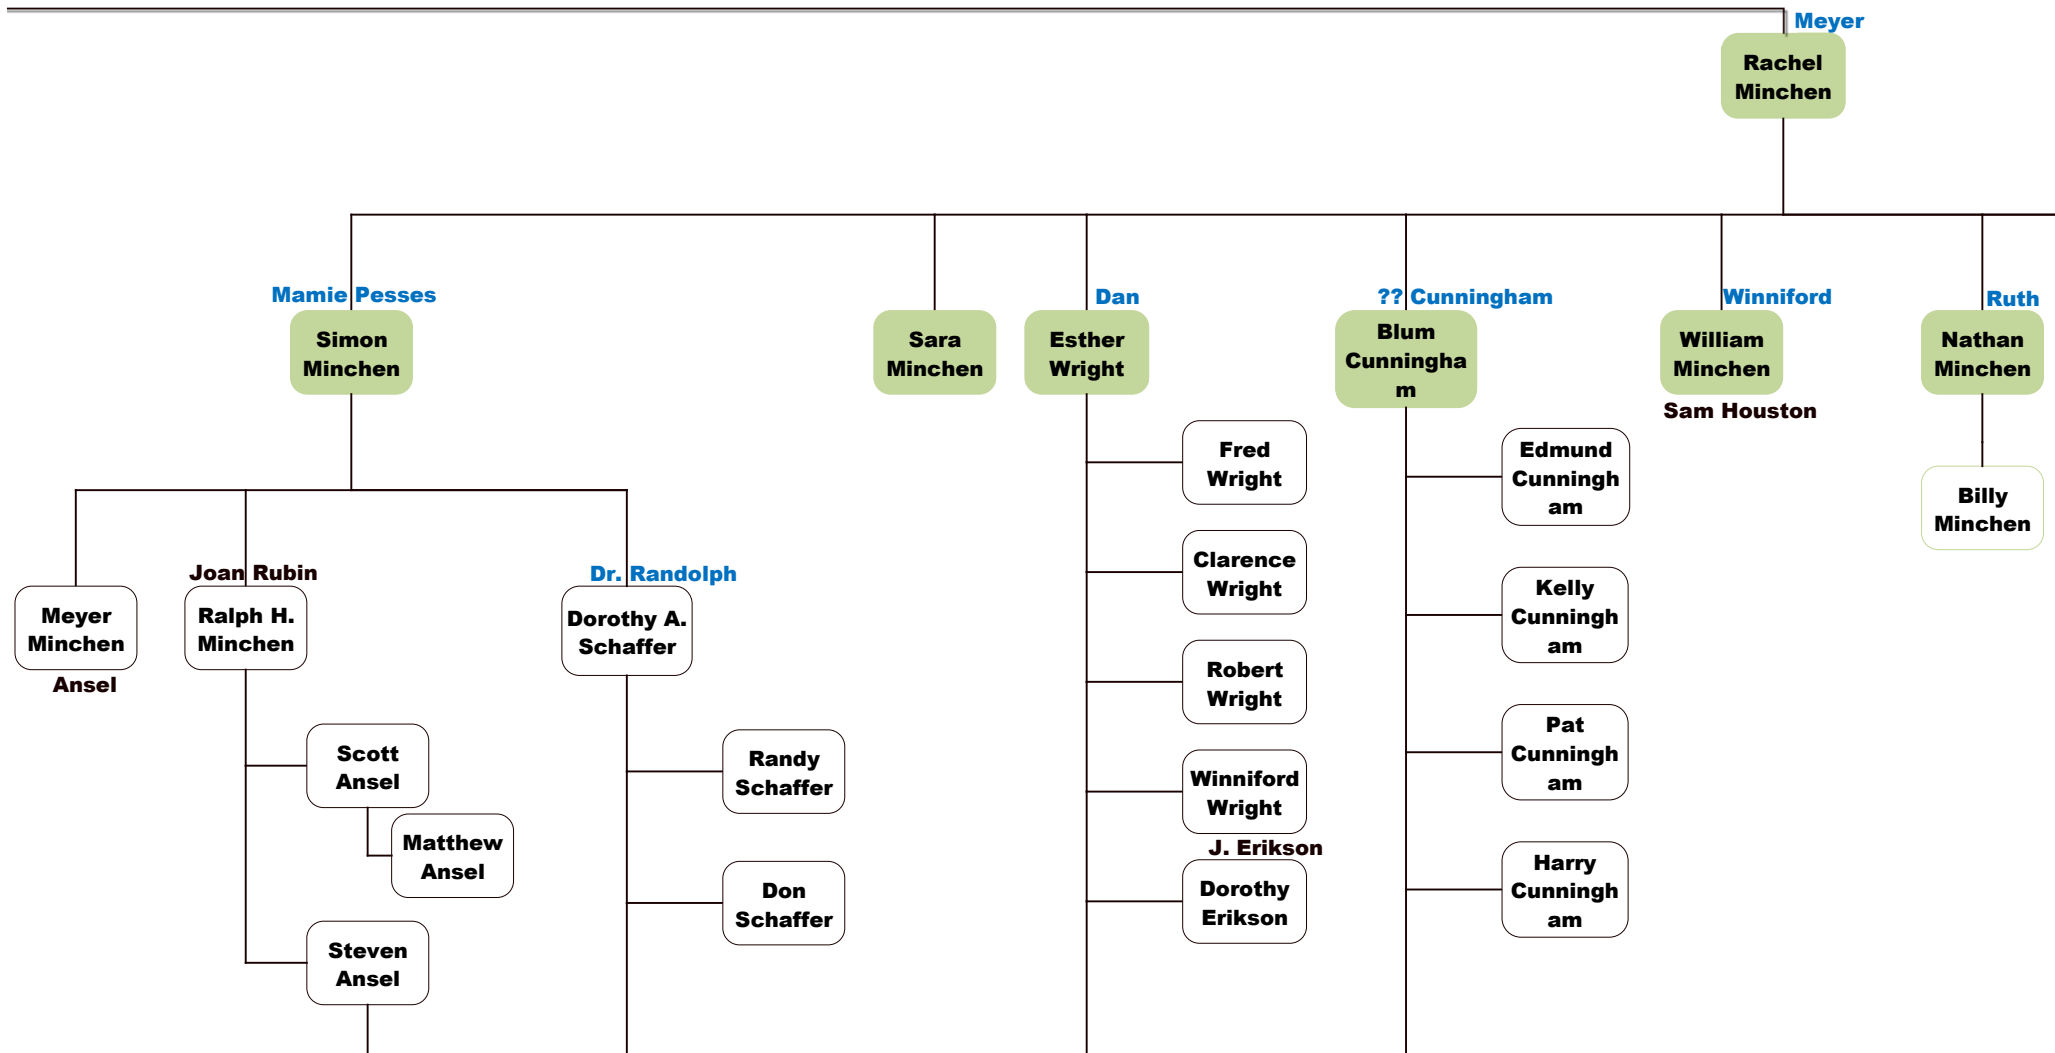 Meyer
Rachel
Minchen
Mamie Pesses
Simon
Minchen
Sara
Minchen
Dan
Esther
Wright
?? Cunningham
Blum
Cunningha
m
Winniford
William
Minchen
Sam Houston
Ruth
Nathan
Minchen
Billy
Minchen
Meyer
Minchen
Ansel
Joan Rubin
Ralph H.
Minchen
Scott
Ansel
Matthew
Ansel
Steven
Ansel
Dr. Randolph
Dorothy A.
Schaffer
Randy
Schaffer
Don
Schaffer
Fred
Wright
Clarence
Wright
Robert
Wright
Winniford
Wright
J. Erikson
Dorothy
Erikson
Edmund
Cunningh
am
Kelly
Cunningh
am
Pat
Cunningh
am
Harry
Cunningh
am